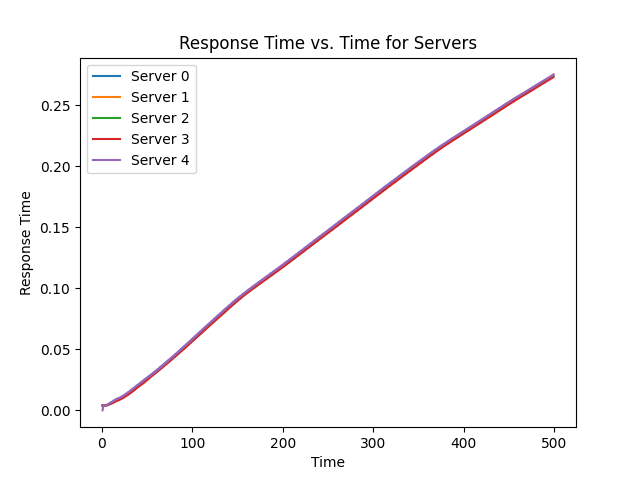 Response Time vs. Time for Servers
Server 0
Server 1
Server 2
Server 3
Server 4
Response Time
0.25
0.20
0.15
0.10
0.05
0.00
0 100 200 300 400 500
Time